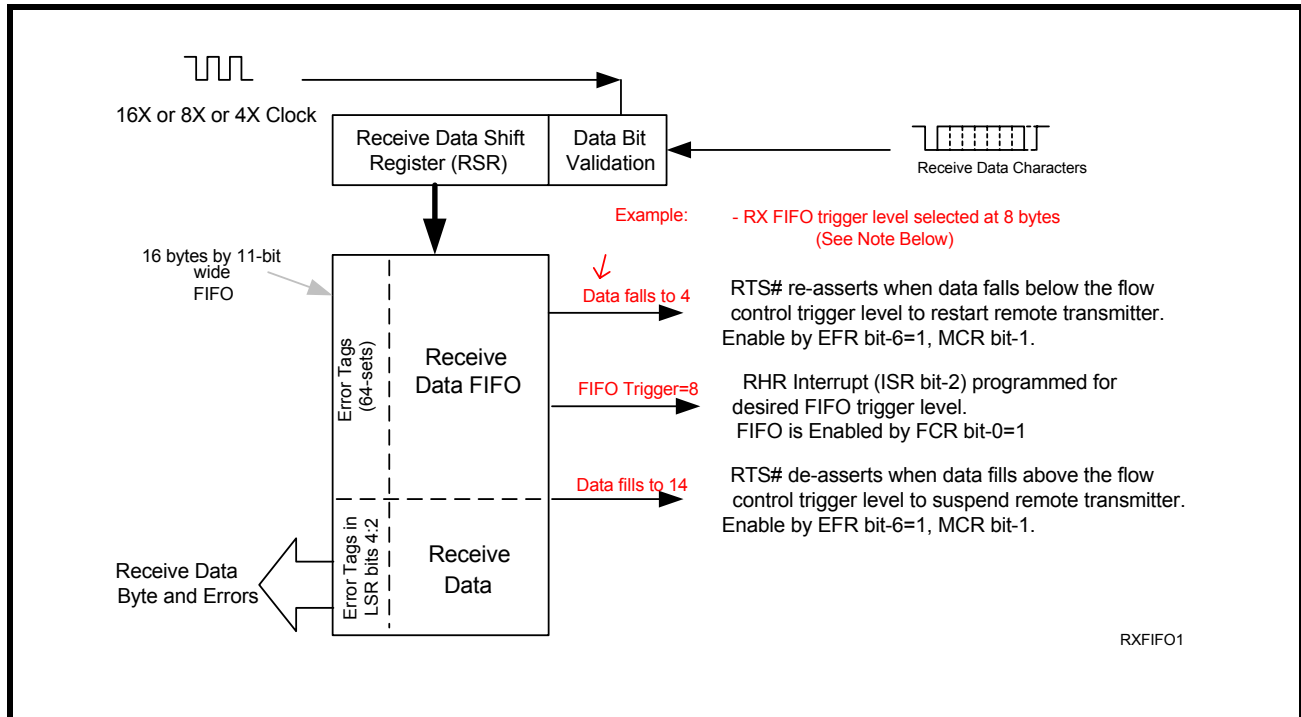 16X or 8X or 4X Clock
Receive Data Shift
Register (RSR)
Data Bit
Validation
Receive Data Characters
Example:
- RX FIFO trigger level selected at 8 bytes
(See Note Below)
16 bytes by 11-bit
wide
FIFO
Error Tags
(64-sets)
Receive
Data FIFO
Data falls to 4
RTS# re-asserts when data falls below the flow
control trigger level to restart remote transmitter.
Enable by EFR bit-6=1, MCR bit-1.
FIFO Trigger=8
RHR Interrupt (ISR bit-2) programmed for
desired FIFO trigger level.
FIFO is Enabled by FCR bit-0=1
Data fills to 14
RTS# de-asserts when data fills above the flow
control trigger level to suspend remote transmitter.
Enable by EFR bit-6=1, MCR bit-1.
Error Tags in
LSR bits 4:2
Receive
Data
Receive Data
Byte and Errors
RXFIFO1